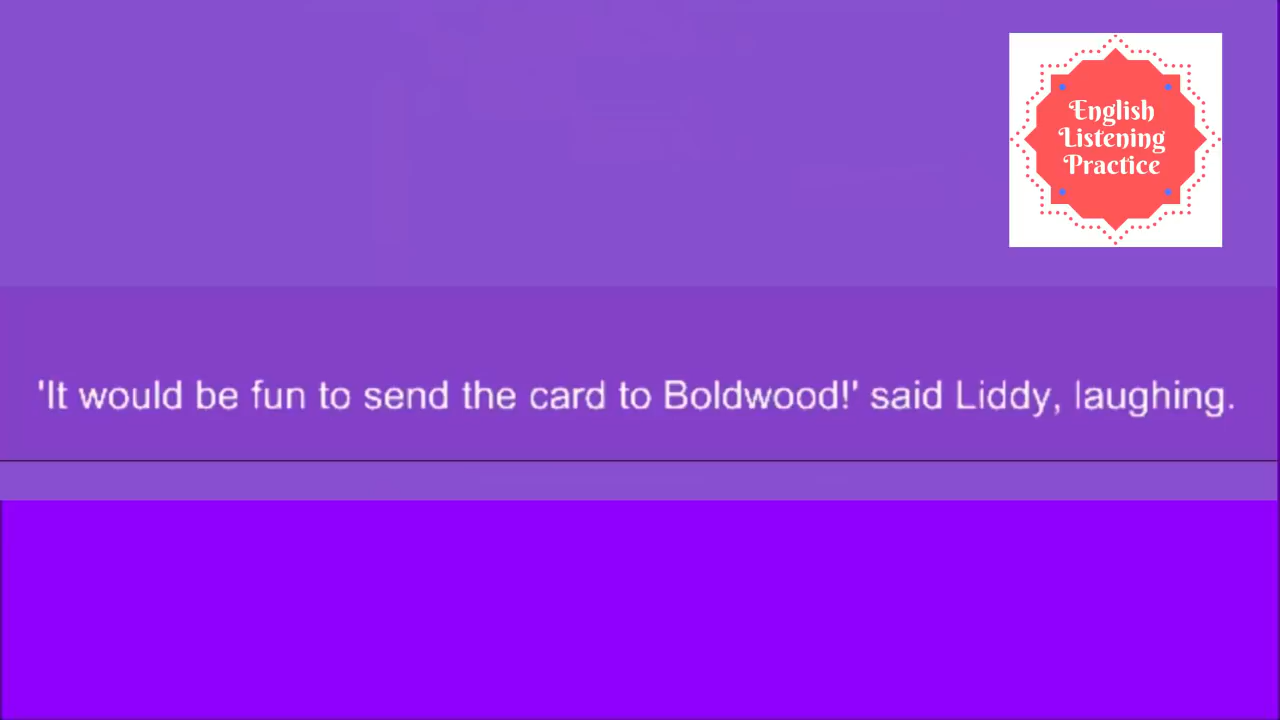 English
Listening
Practice
'It would be fun to send the card to Boldwood!' said Liddy, laughing.